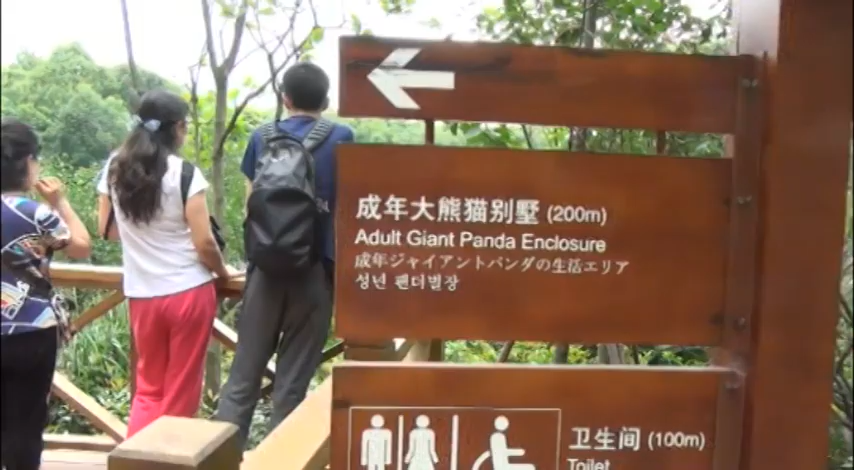 成年大熊猫别墅 (200m)
Adult Giant Panda Enclosure
成年ジャイアントパンダの生活エリア
성년 팬더별장
卫生间 (100m)
Toilet